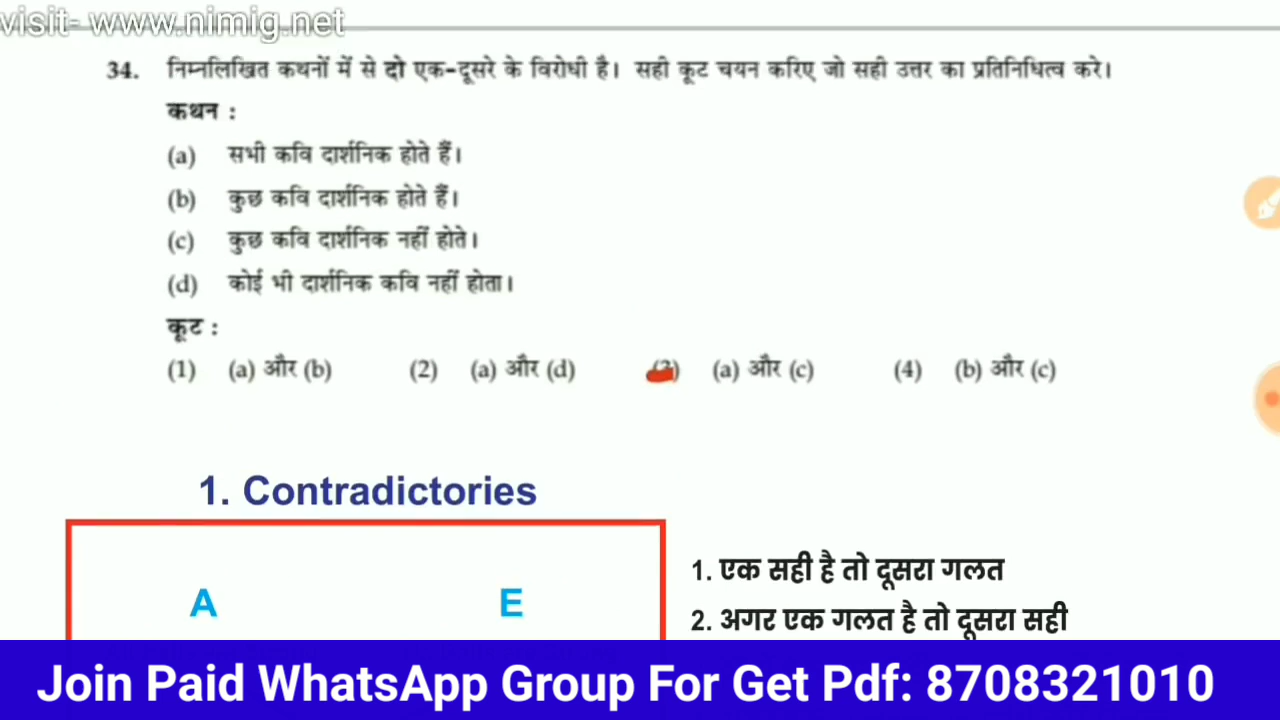 visit- www.nimig.net
34. निम्नलिखित कथनों में से दो एक-दूसरे के विरोधी है। सही कूट चयन करिए जो सही उत्तर का प्रतिनिधित्व करे।
कथन :
(a) सभी कवि दार्शनिक होते हैं।
(b) कुछ कवि दार्शनिक होते हैं।
(c) कुछ कवि दार्शनिक नहीं होते।
(d) कोई भी दार्शनिक कवि नहीं होता।
कूट :
(1) (a) और (b) (2) (a) और (d) (3) (a) और (c) (4) (b) और (c)
1. Contradictories
1. एक सही है तो दूसरा गलत
A E
2. अगर एक गलत है तो दूसरा सही
Join Paid WhatsApp Group For Get Pdf: 8708321010